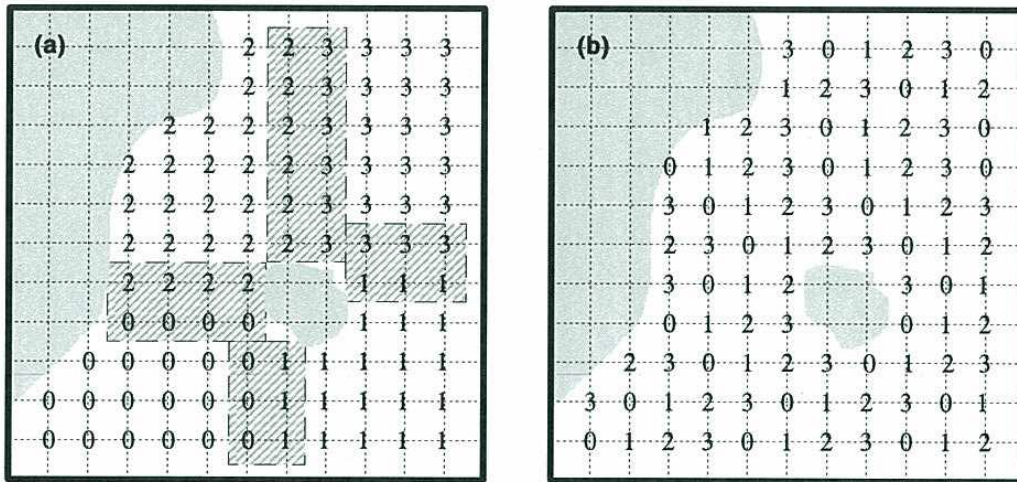 (a) 2 2 3 3 3 3
2 2 3 3 3 3
2 2 2 2 3 3 3 3
2 2 2 2 2 3 3 3 3
2 2 2 2 2 3 3 3 3
2 2 2 2 2 3 3 3 3
2 2 2 2 1 1 1
0 0 0 0 1 1 1
0 0 0 0 0 1 1 1 1 1
0 0 0 0 0 0 1 1 1 1 1
0 0 0 0 0 0 1 1 1 1 1
(b) 3 0 1 2 3 0
1 2 3 0 1 2
1 2 3 0 1 2 3 0
0 1 2 3 0 1 2 3 0
3 0 1 2 3 0 1 2 3
2 3 0 1 2 3 0 1 2
3 0 1 2 3 0 1
0 1 2 3 0 1 2
2 3 0 1 2 3 0 1 2 3
3 0 1 2 3 0 1 2 3 0 1
0 1 2 3 0 1 2 3 0 1 2